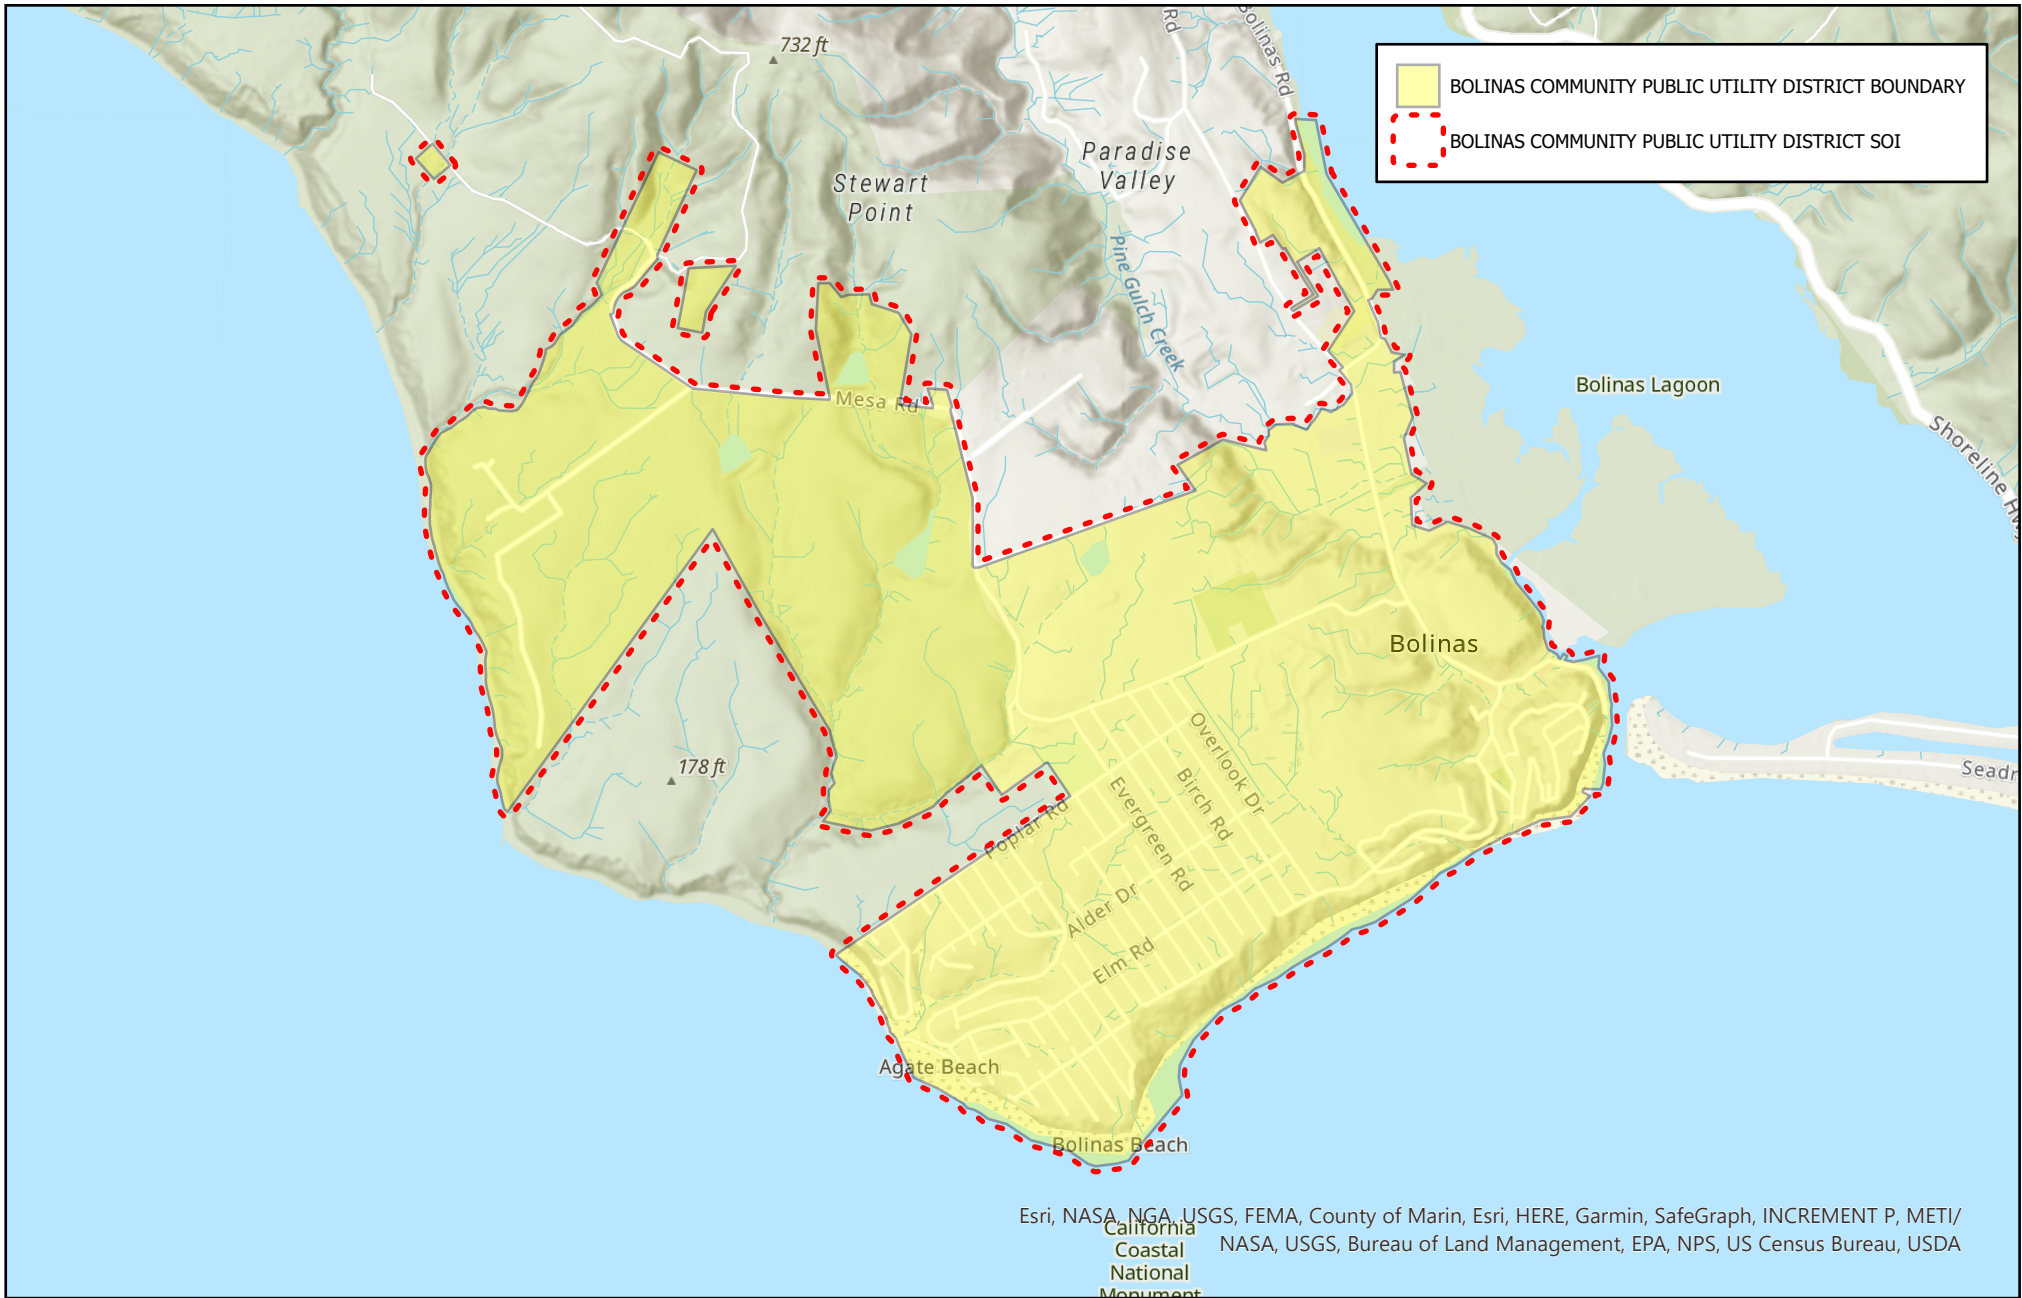 732 ft
Rd
Bolinas Rd
BOLINAS COMMUNITY PUBLIC UTILITY DISTRICT BOUNDARY
BOLINAS COMMUNITY PUBLIC UTILITY DISTRICT SOI
Paradise
Valley
Stewart
Point
Pine Gulch Creek
Bolinas Lagoon
Mesa Rd
Shoreline Hwy
Bolinas
Overlook Dr
178 ft
Birch Rd
Evergreen Rd
Seadr
Poplar Rd
Alder Dr
Elm Rd
Agate Beach
Bolinas Beach
Esri, NASA, NGA, USGS, FEMA, County of Marin, Esri, HERE, Garmin, SafeGraph, INCREMENT P, METI/
NASA, USGS, Bureau of Land Management, EPA, NPS, US Census Bureau, USDA
California
Coastal
National
Monument